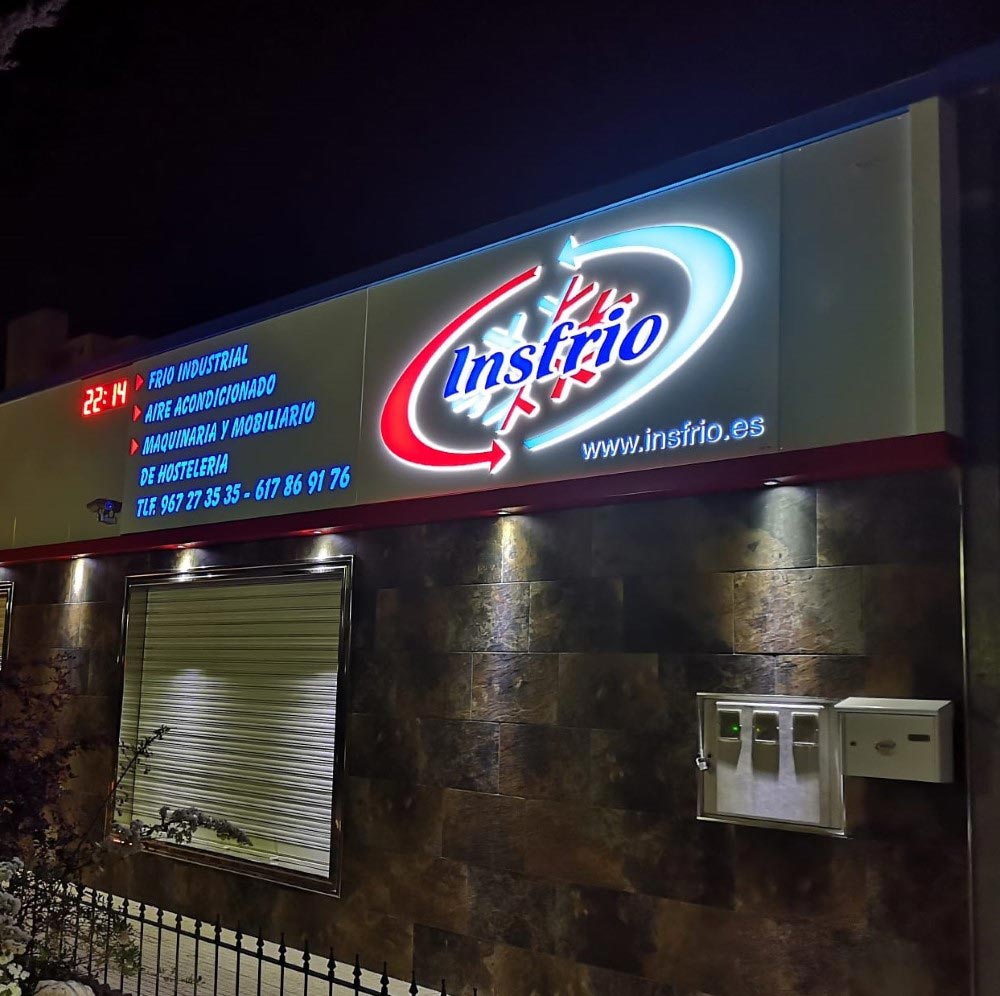 22:14
FRIO INDUSTRIAL
AIRE ACONDICIONADO
MAQUINARIA Y MOBILIARIO
DE HOSTELERIA
TLF. 967 27 35 35 - 617 86 91 76
Insfrio
www.insfrio.es